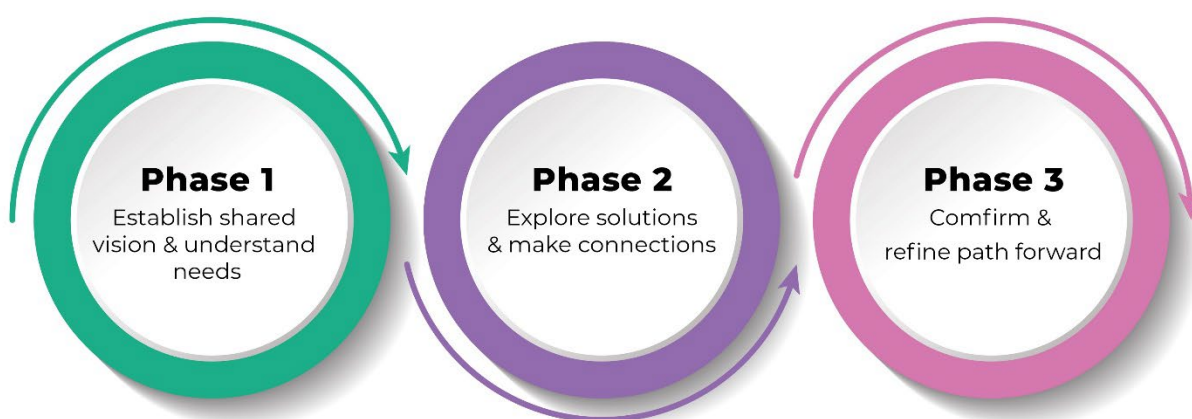 Phase 1
Establish shared
vision & understand
needs
Phase 2
Explore solutions
& make connections
Phase 3
Comfirm &
refine path forward